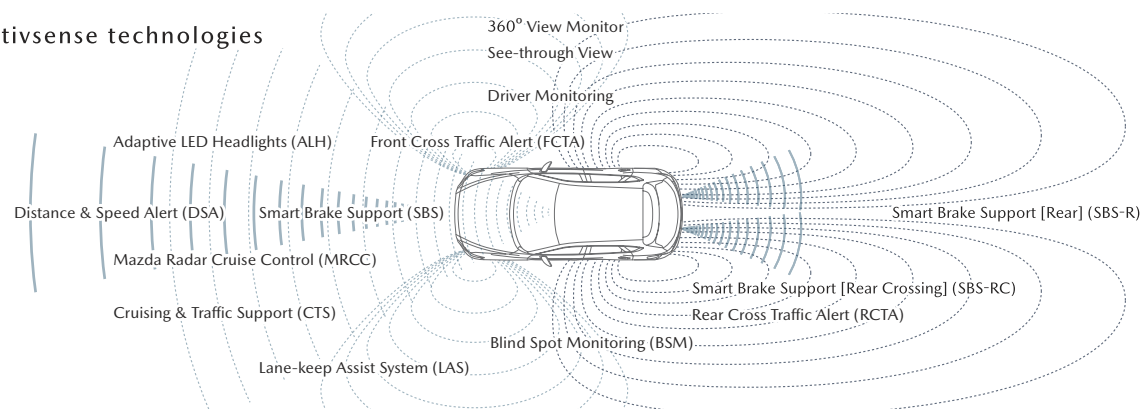 tivsense technologies
360° View Monitor
See-through View
Driver Monitoring
Adaptive LED Headlights (ALH)
Front Cross Traffic Alert (FCTA)
Distance & Speed Alert (DSA)
Smart Brake Support (SBS)
Smart Brake Support [Rear] (SBS-R)
Mazda Radar Cruise Control (MRCC)
Smart Brake Support [Rear Crossing] (SBS-RC)
Cruising & Traffic Support (CTS)
Rear Cross Traffic Alert (RCTA)
Blind Spot Monitoring (BSM)
Lane-keep Assist System (LAS)